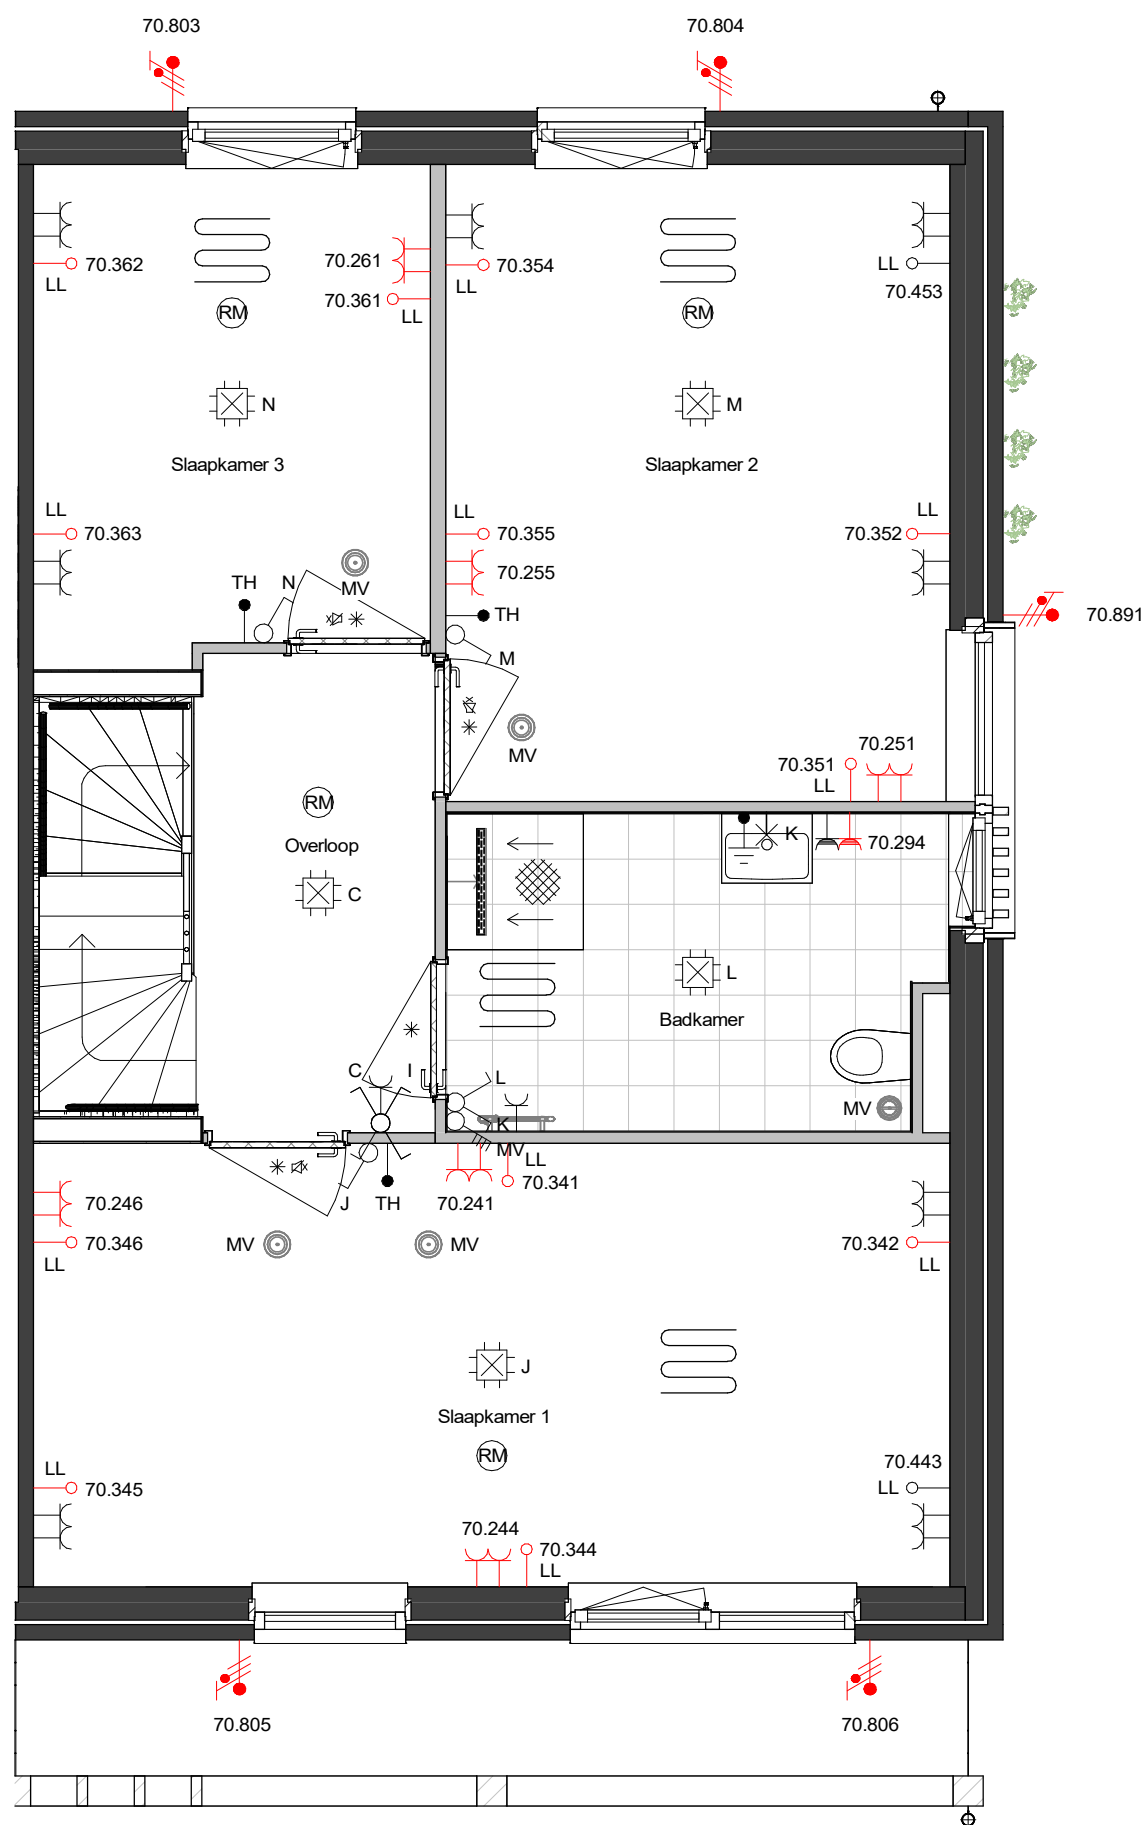 70.803 70.804
70.362 70.261 70.354 LL
LL 70.361 LL LL 70.453
RM RM
N M
Slaapkamer 3 Slaapkamer 2
LL LL LL
70.363 70.355 70.352
70.255
TH N MV TH 70.891
M
MV 70.251
70.351
LL
RM
K 70.294
Overloop
C
L
Badkamer
C I L
MV
K
MV LL
70.341
J TH 70.241
70.246
70.346 MV MV 70.342
LL LL
J
Slaapkamer 1
RM
LL 70.443
70.345 LL
70.244
70.344
LL
70.805 70.806